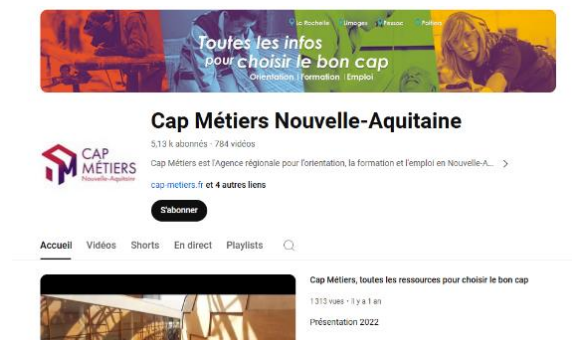 La Rochelle Limoges Pessac Poitiers
Toutes les infos
pour choisir le bon cap
Orientation | Formation | Emploi
Cap Métiers Nouvelle-Aquitaine
5,13 k abonnés · 784 vidéos
CAP
MÉTIERS
Nouvelle-Aquitaine
Cap Métiers est l'Agence régionale pour l'orientation, la formation et l'emploi en Nouvelle-A...
cap-metiers.fr et 4 autres liens
S'abonner
Accueil Vidéos Shorts En direct Playlists
Cap Métiers, toutes les ressources pour choisir le bon cap
1 313 vues · il y a 1 an
Présentation 2022